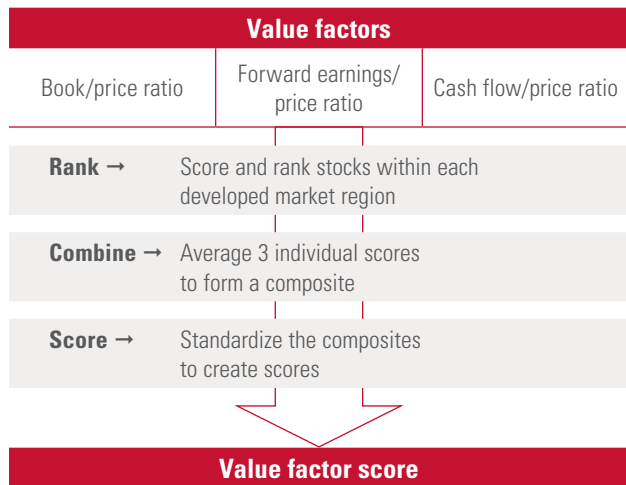 Value factors
Book/price ratio
Forward earnings/
price ratio
Cash flow/price ratio
Rank → Score and rank stocks within each
developed market region
Combine → Average 3 individual scores
to form a composite
Score → Standardize the composites
to create scores
Value factor score